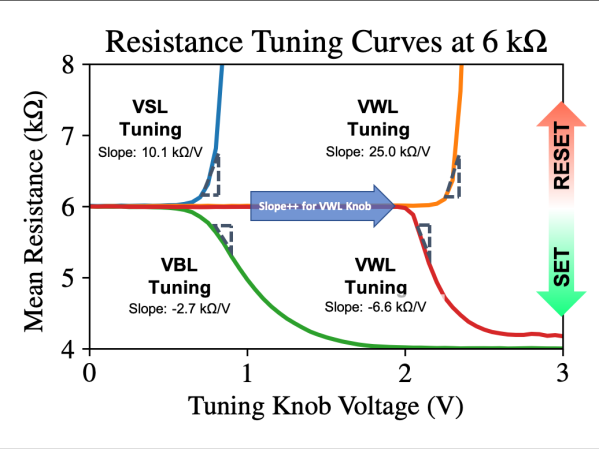 Resistance Tuning Curves at 6 kΩ
8
7
6
5
4
0
1
2
3
Mean Resistance (kΩ)
Tuning Knob Voltage (V)
VSL
Tuning
Slope: 10.1 kΩ/V
VWL
Tuning
Slope: 25.0 kΩ/V
Slope++ for VWL Knob
VBL
Tuning
Slope: -2.7 kΩ/V
VWL
Tuning
Slope: -6.6 kΩ/V
RESET
SET